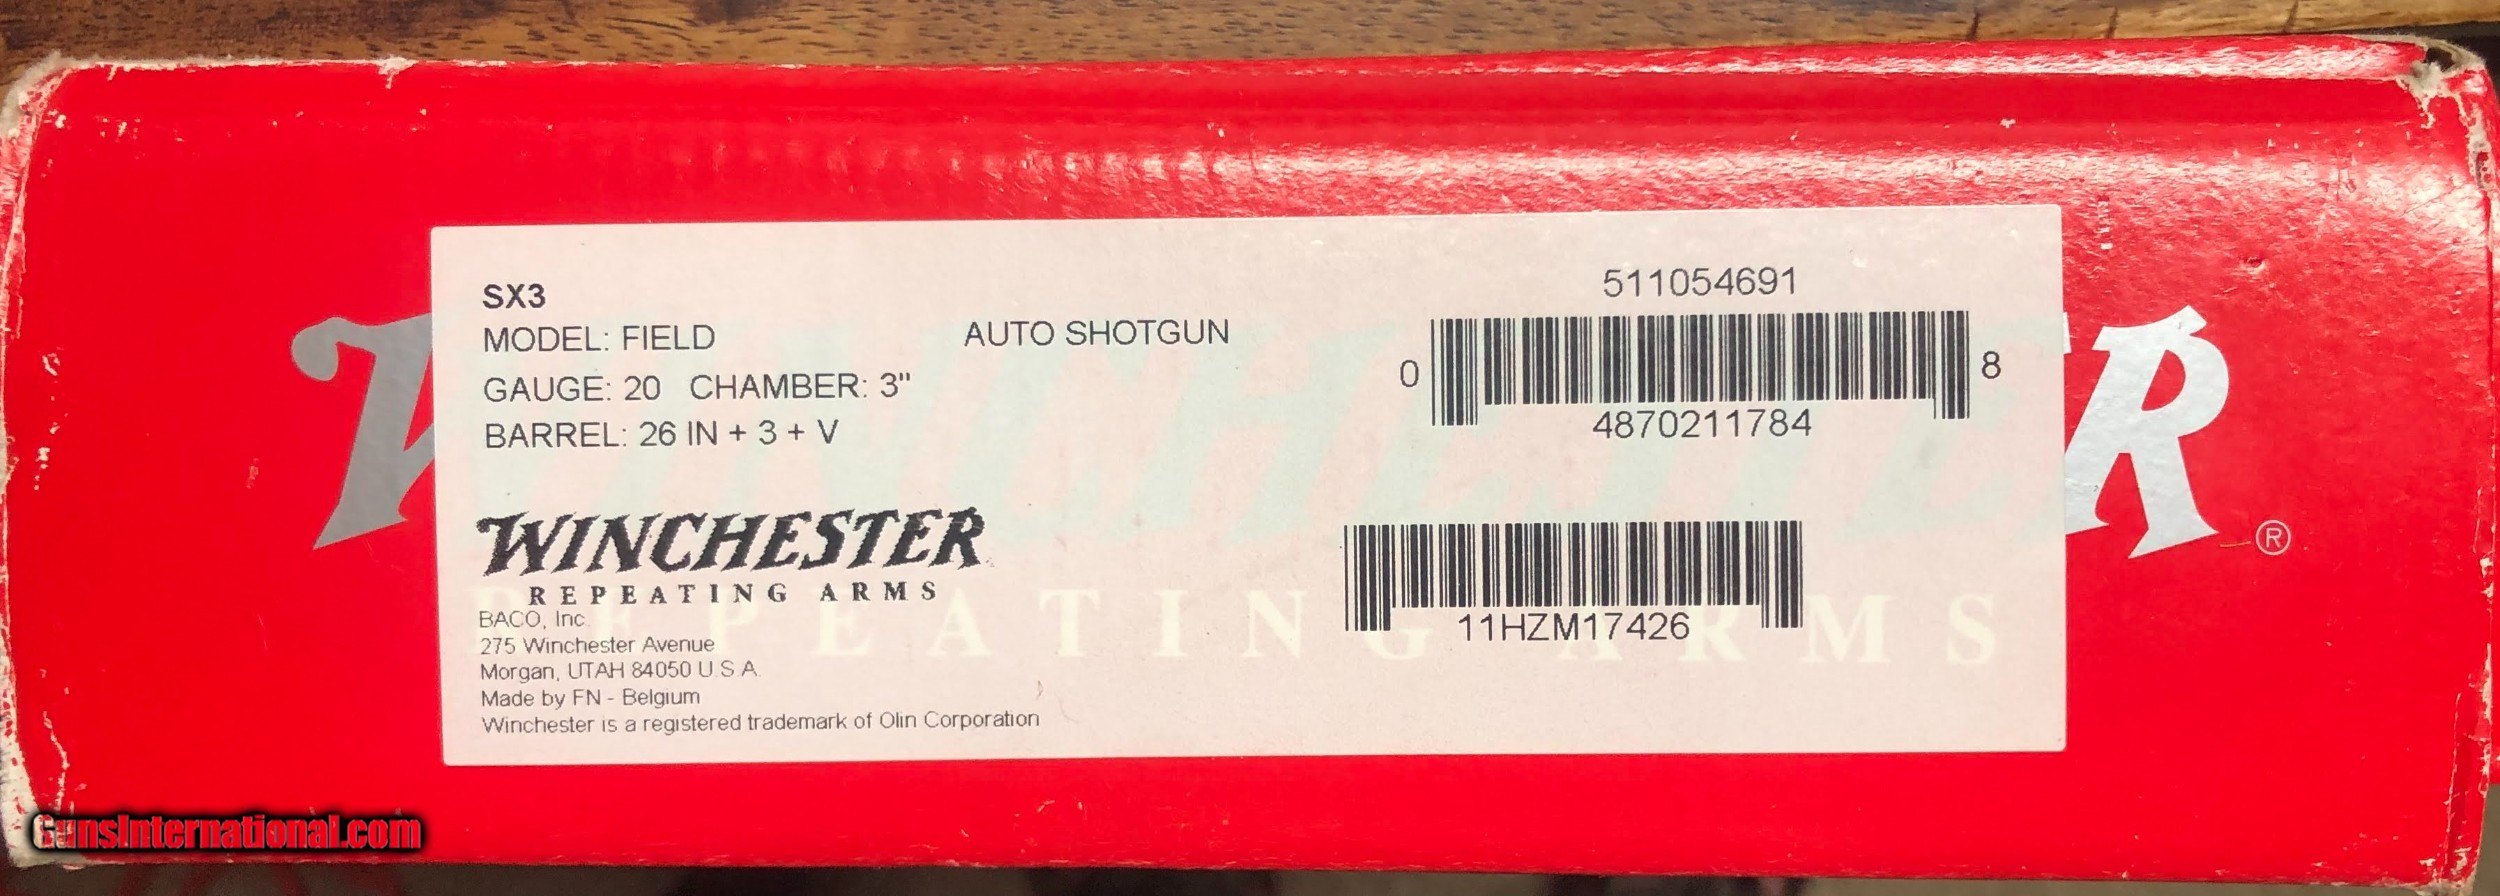 SX3
MODEL: FIELD AUTO SHOTGUN
GAUGE: 20 CHAMBER: 3"
BARREL: 26 IN + 3 + V
511054691
0 8
4870211784
WINCHESTER
REPEATING ARMS
BACO, Inc.
275 Winchester Avenue
Morgan, UTAH 84050 U.S.A.
Made by FN - Belgium
Winchester is a registered trademark of Olin Corporation
11HZM17426
WINCHESTER®
REPEATING ARMS
GunsInternational.com